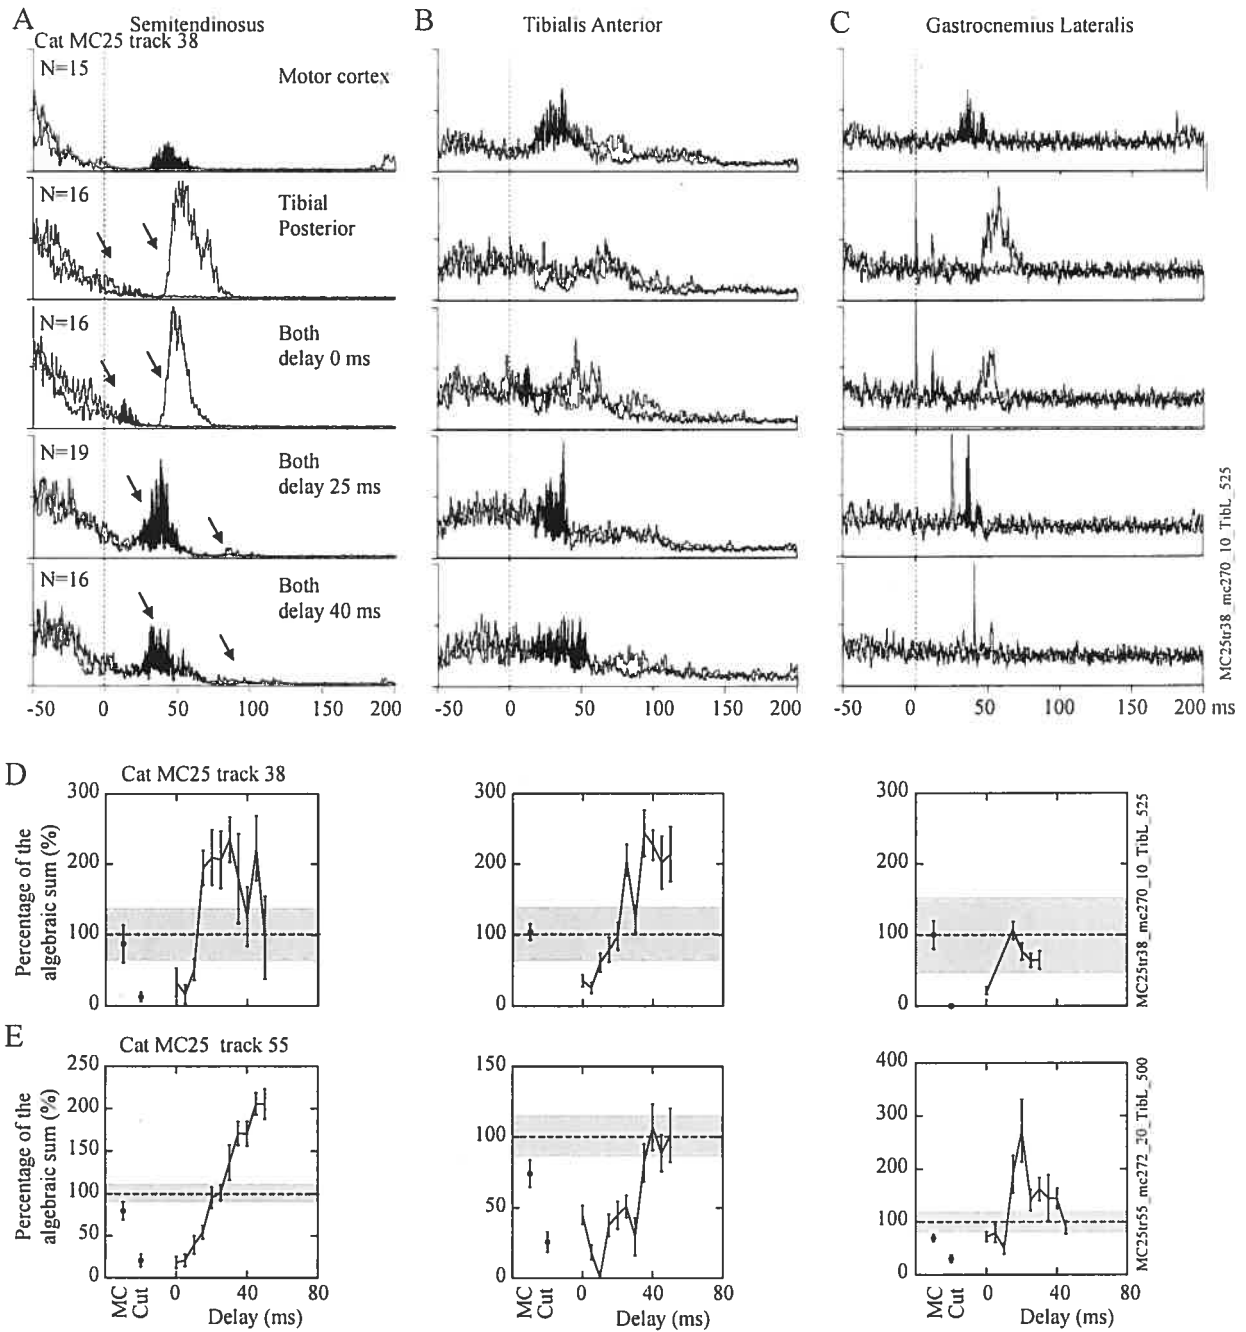 A Semitendinosus B Tibialis Anterior C Gastrocnemius Lateralis
Cat MC25 track 38
N=15 Motor cortex
N=16 Tibial
Posterior
N=16 Both
delay 0 ms
N=19 Both
delay 25 ms
N=16 Both
delay 40 ms
MC25tr38_mc270_10_TibL_525
-50 0 50 100 150 200 -50 0 50 100 150 200 -50 0 50 100 150 200 ms
D Cat MC25 track 38
Percentage of the
algebraic sum (%)
300 200 100 0
300 200 100 0
300 200 100 0
MC25tr38_mc270_10_TibL_525
E Cat MC25 track 55
Percentage of the
algebraic sum (%)
250 200 150 100 50 0
150 100 50 0
400 300 200 100 0
MC25tr55_mc272_20_TibL_500
MC Cut 0 40 80 MC Cut 0 40 80 MC Cut 0 40 80
Delay (ms) Delay (ms) Delay (ms)